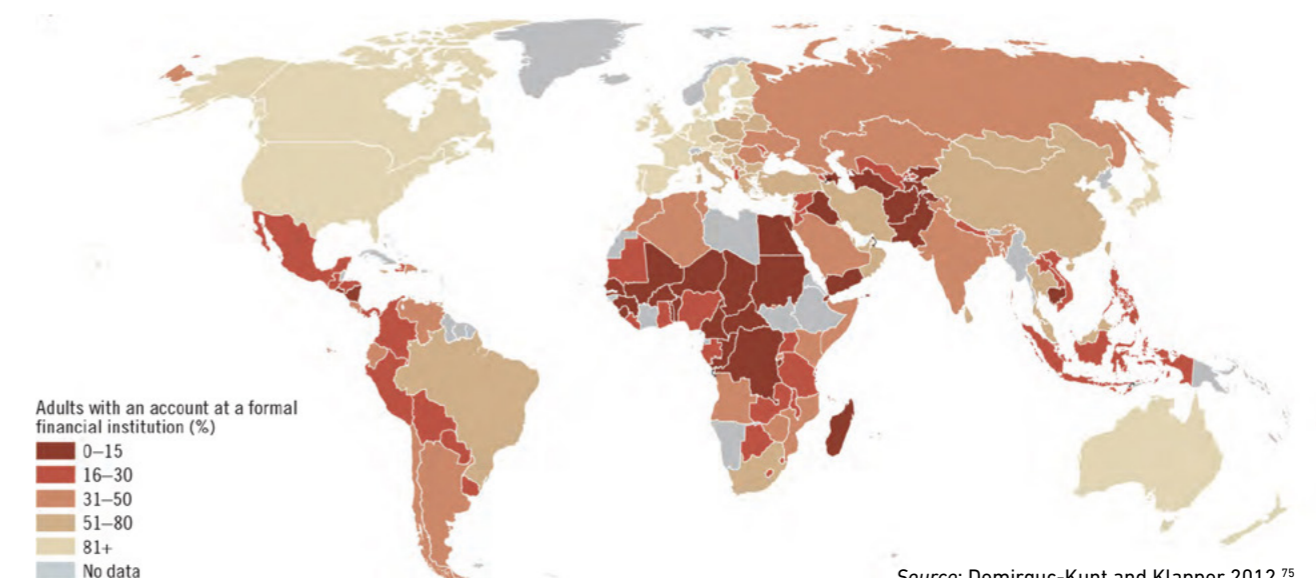 Adults with an account at a formal
financial institution (%)
0–15
16–30
31–50
51–80
81+
No data
Source: Demirguc-Kunt and Klapper 2012.75